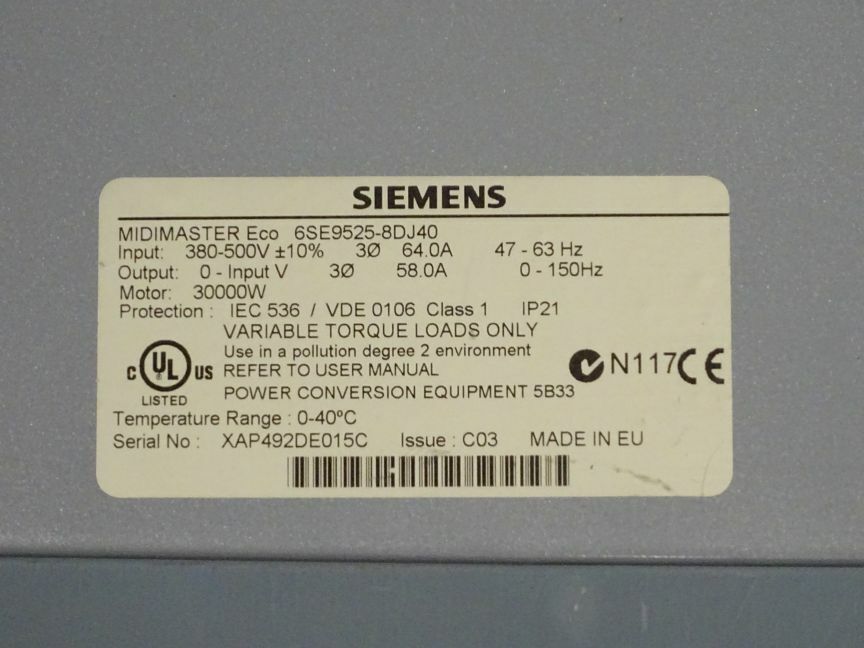 SIEMENS
MIDIMASTER Eco 6SE9525-8DJ40
Input: 380-500V ±10% 3Ø 64.0A 47 - 63 Hz
Output: 0 - Input V 3Ø 58.0A 0 - 150Hz
Motor: 30000W
Protection : IEC 536 / VDE 0106 Class 1 IP21
VARIABLE TORQUE LOADS ONLY
Use in a pollution degree 2 environment
REFER TO USER MANUAL
POWER CONVERSION EQUIPMENT 5B33
C UL US
LISTED
N117 CE
Temperature Range : 0-40ºC
Serial No : XAP492DE015C Issue : C03 MADE IN EU